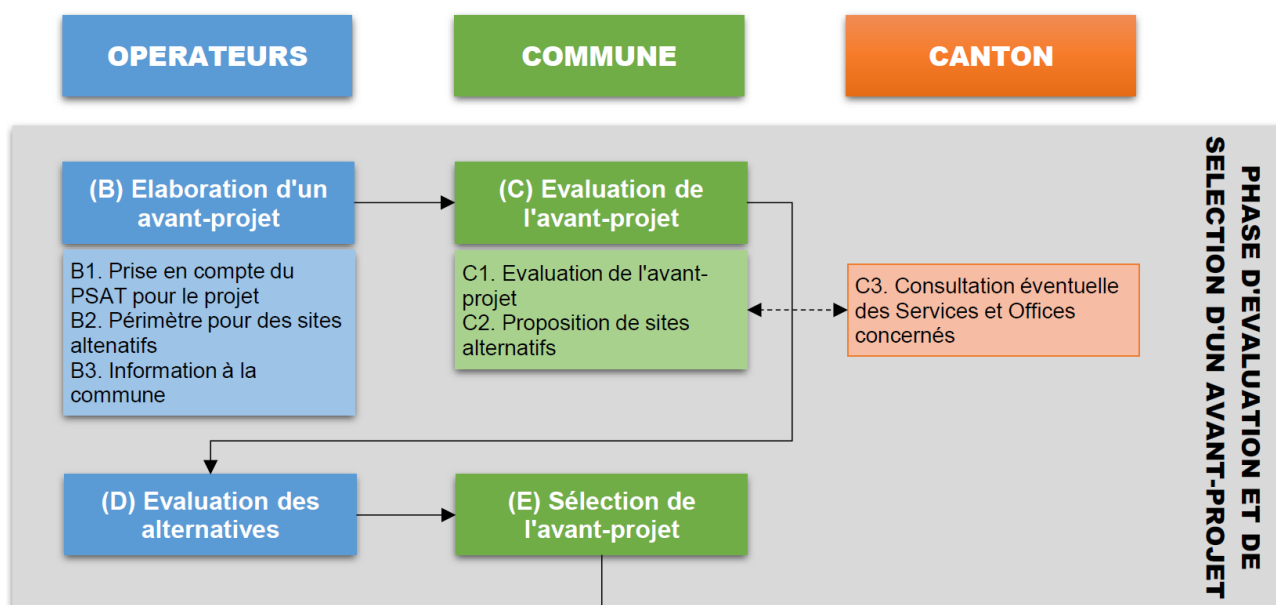 OPERATEURS
COMMUNE
CANTON
(B) Elaboration d'un
avant-projet
(C) Evaluation de
l'avant-projet
B1. Prise en compte du
PSAT pour le projet
B2. Périmètre pour des sites
altenatifs
B3. Information à la
commune
C1. Evaluation de l'avant-
projet
C2. Proposition de sites
alternatifs
C3. Consultation éventuelle
des Services et Offices
concernés
(D) Evaluation des
alternatives
(E) Sélection de
l'avant-projet
PHASE D'EVALUATION ET DE
SELECTION D'UN AVANT-PROJET